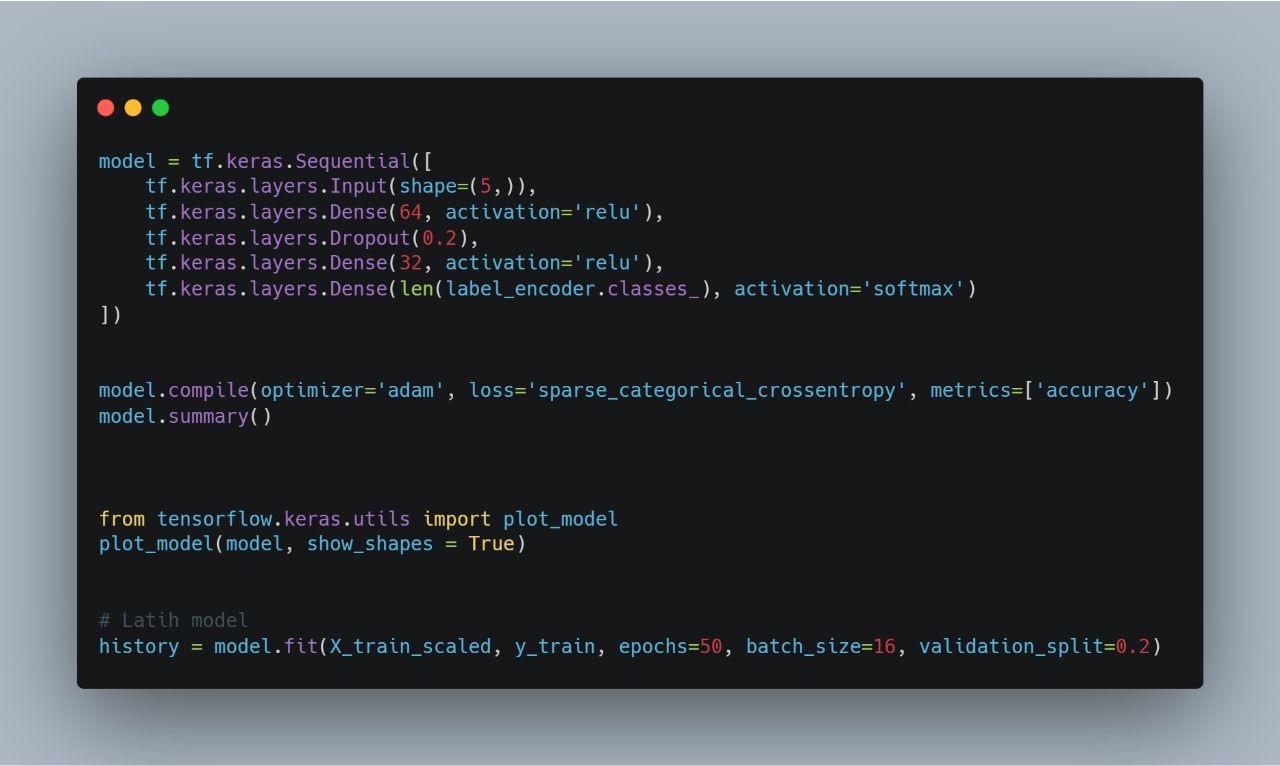 model = tf.keras.Sequential([
    tf.keras.layers.Input(shape=(5,)),
    tf.keras.layers.Dense(64, activation='relu'),
    tf.keras.layers.Dropout(0.2),
    tf.keras.layers.Dense(32, activation='relu'),
    tf.keras.layers.Dense(len(label_encoder.classes_), activation='softmax')
])
model.compile(optimizer='adam', loss='sparse_categorical_crossentropy', metrics=['accuracy'])
model.summary()
from tensorflow.keras.utils import plot_model
plot_model(model, show_shapes = True)
# Latih model
history = model.fit(X_train_scaled, y_train, epochs=50, batch_size=16, validation_split=0.2)